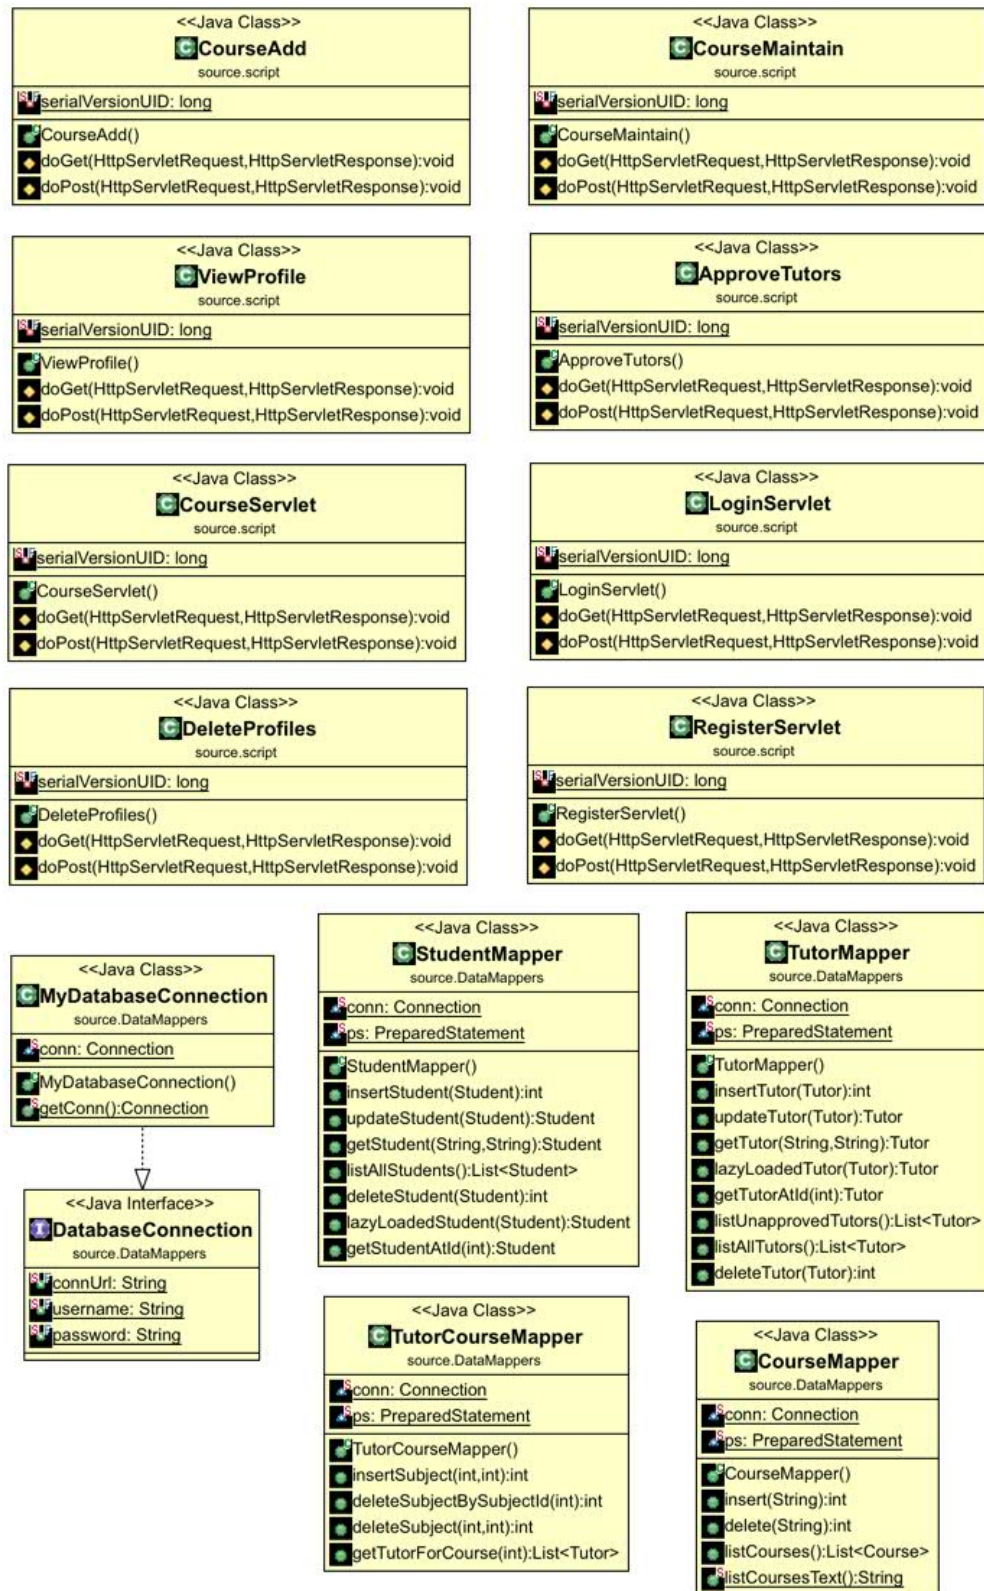 <<Java Class>>
CourseAdd
source.script
serialVersionUID: long
CourseAdd()
doGet(HttpServletRequest,HttpServletResponse):void
doPost(HttpServletRequest,HttpServletResponse):void
<<Java Class>>
CourseMaintain
source.script
serialVersionUID: long
CourseMaintain()
doGet(HttpServletRequest,HttpServletResponse):void
doPost(HttpServletRequest,HttpServletResponse):void
<<Java Class>>
ViewProfile
source.script
serialVersionUID: long
ViewProfile()
doGet(HttpServletRequest,HttpServletResponse):void
doPost(HttpServletRequest,HttpServletResponse):void
<<Java Class>>
ApproveTutors
source.script
serialVersionUID: long
ApproveTutors()
doGet(HttpServletRequest,HttpServletResponse):void
doPost(HttpServletRequest,HttpServletResponse):void
<<Java Class>>
CourseServlet
source.script
serialVersionUID: long
CourseServlet()
doGet(HttpServletRequest,HttpServletResponse):void
doPost(HttpServletRequest,HttpServletResponse):void
<<Java Class>>
LoginServlet
source.script
serialVersionUID: long
LoginServlet()
doGet(HttpServletRequest,HttpServletResponse):void
doPost(HttpServletRequest,HttpServletResponse):void
<<Java Class>>
DeleteProfiles
source.script
serialVersionUID: long
DeleteProfiles()
doGet(HttpServletRequest,HttpServletResponse):void
doPost(HttpServletRequest,HttpServletResponse):void
<<Java Class>>
RegisterServlet
source.script
serialVersionUID: long
RegisterServlet()
doGet(HttpServletRequest,HttpServletResponse):void
doPost(HttpServletRequest,HttpServletResponse):void
<<Java Class>>
MyDatabaseConnection
source.DataMappers
conn: Connection
MyDatabaseConnection()
getConn():Connection
<<Java Interface>>
DatabaseConnection
source.DataMappers
connUrl: String
username: String
password: String
<<Java Class>>
StudentMapper
source.DataMappers
conn: Connection
ps: PreparedStatement
StudentMapper()
insertStudent(Student):int
updateStudent(Student):Student
getStudent(String,String):Student
listAllStudents():List<Student>
deleteStudent(Student):int
lazyLoadedStudent(Student):Student
getStudentAtId(int):Student
<<Java Class>>
TutorMapper
source.DataMappers
conn: Connection
ps: PreparedStatement
TutorMapper()
insertTutor(Tutor):int
updateTutor(Tutor):Tutor
getTutor(String,String):Tutor
lazyLoadedTutor(Tutor):Tutor
getTutorAtId(int):Tutor
listUnapprovedTutors():List<Tutor>
listAllTutors():List<Tutor>
deleteTutor(Tutor):int
<<Java Class>>
TutorCourseMapper
source.DataMappers
conn: Connection
ps: PreparedStatement
TutorCourseMapper()
insertSubject(int,int):int
deleteSubjectBySubjectId(int):int
deleteSubject(int,int):int
getTutorForCourse(int):List<Tutor>
<<Java Class>>
CourseMapper
source.DataMappers
conn: Connection
ps: PreparedStatement
CourseMapper()
insert(String):int
delete(String):int
listCourses():List<Course>
listCoursesText():String